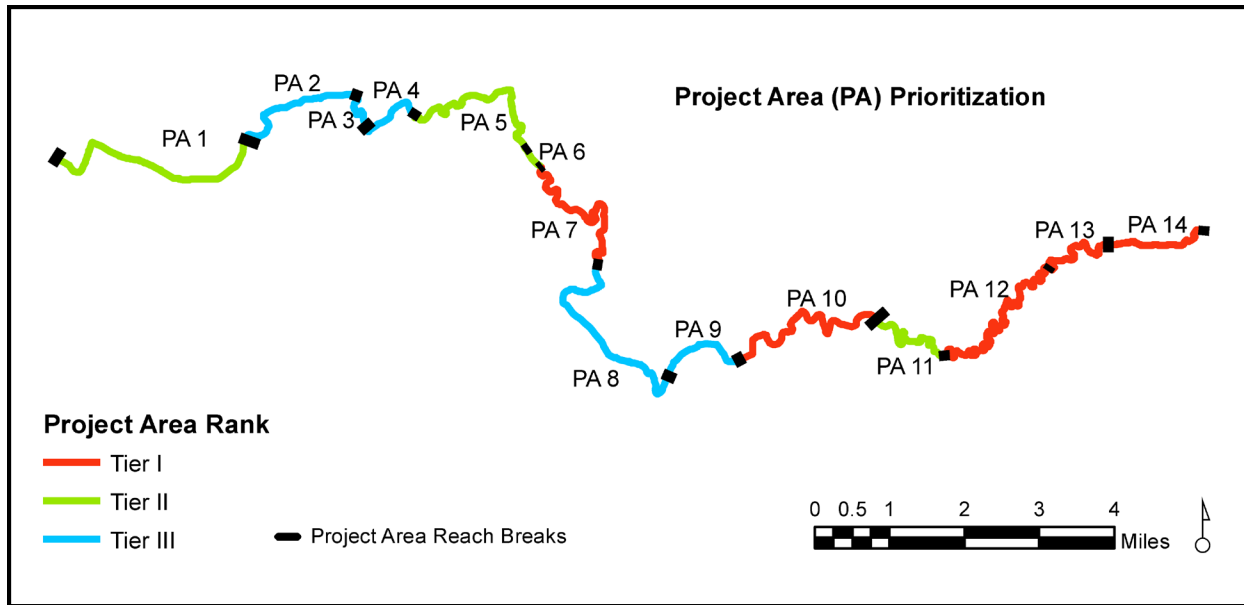 PA 1
PA 2
PA 3
PA 4
PA 5
PA 6
PA 7
PA 8
PA 9
PA 10
PA 11
PA 12
PA 13
PA 14
Project Area (PA) Prioritization
Project Area Rank
Tier I
Tier II
Tier III
Project Area Reach Breaks
0 0.5 1 2 3 4
Miles